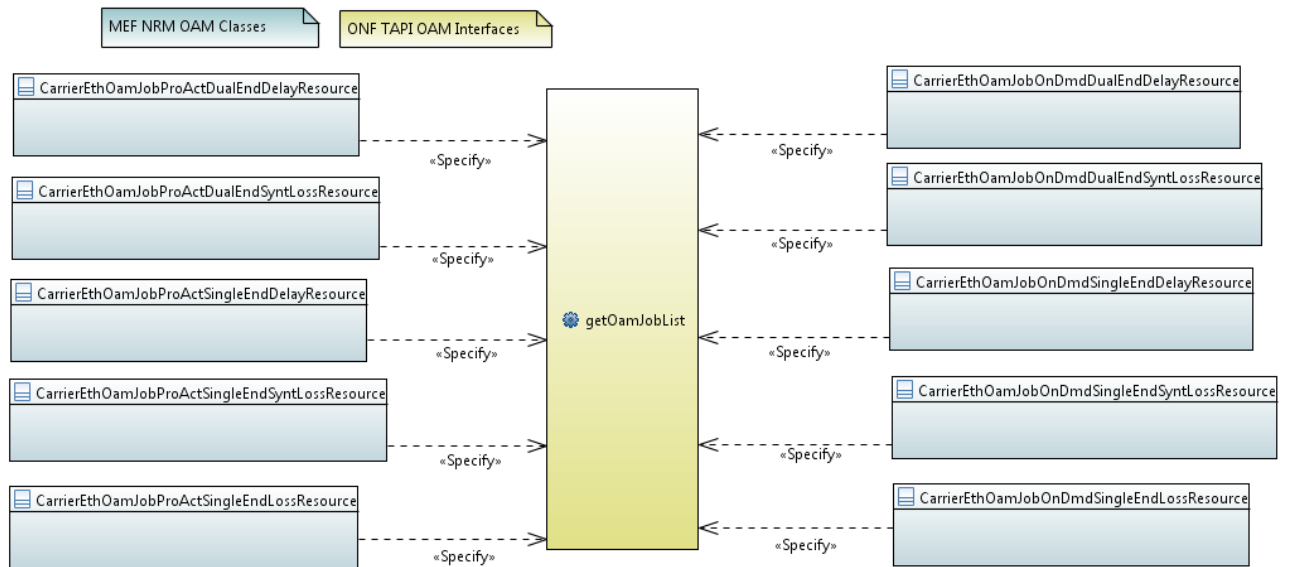 MEF NRM OAM Classes
ONF TAPI OAM Interfaces
CarrierEthOamJobProActDualEndDelayResource
«Specify»
CarrierEthOamJobProActDualEndSyntLossResource
«Specify»
CarrierEthOamJobProActSingleEndDelayResource
«Specify»
CarrierEthOamJobProActSingleEndSyntLossResource
«Specify»
CarrierEthOamJobProActSingleEndLossResource
«Specify»
getOamJobList
CarrierEthOamJobOnDmdDualEndDelayResource
«Specify»
CarrierEthOamJobOnDmdDualEndSyntLossResource
«Specify»
CarrierEthOamJobOnDmdSingleEndDelayResource
«Specify»
CarrierEthOamJobOnDmdSingleEndSyntLossResource
«Specify»
CarrierEthOamJobOnDmdSingleEndLossResource
«Specify»